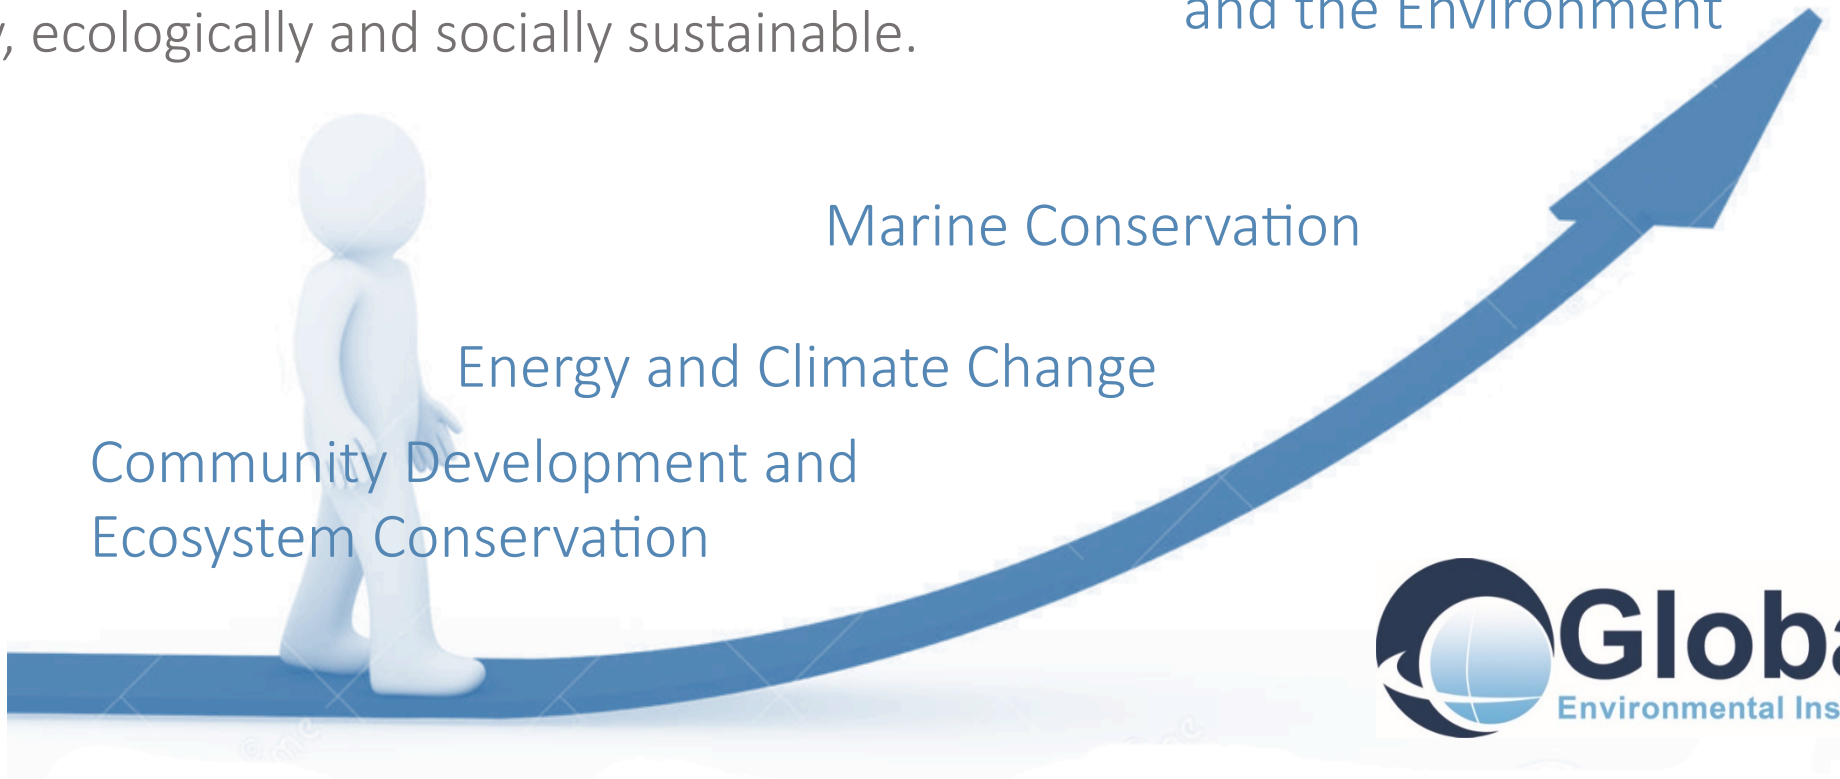 , ecologically and socially sustainable.
and the Environment
Marine Conservation
Energy and Climate Change
Community Development and
Ecosystem Conservation
Globa
Environmental Ins